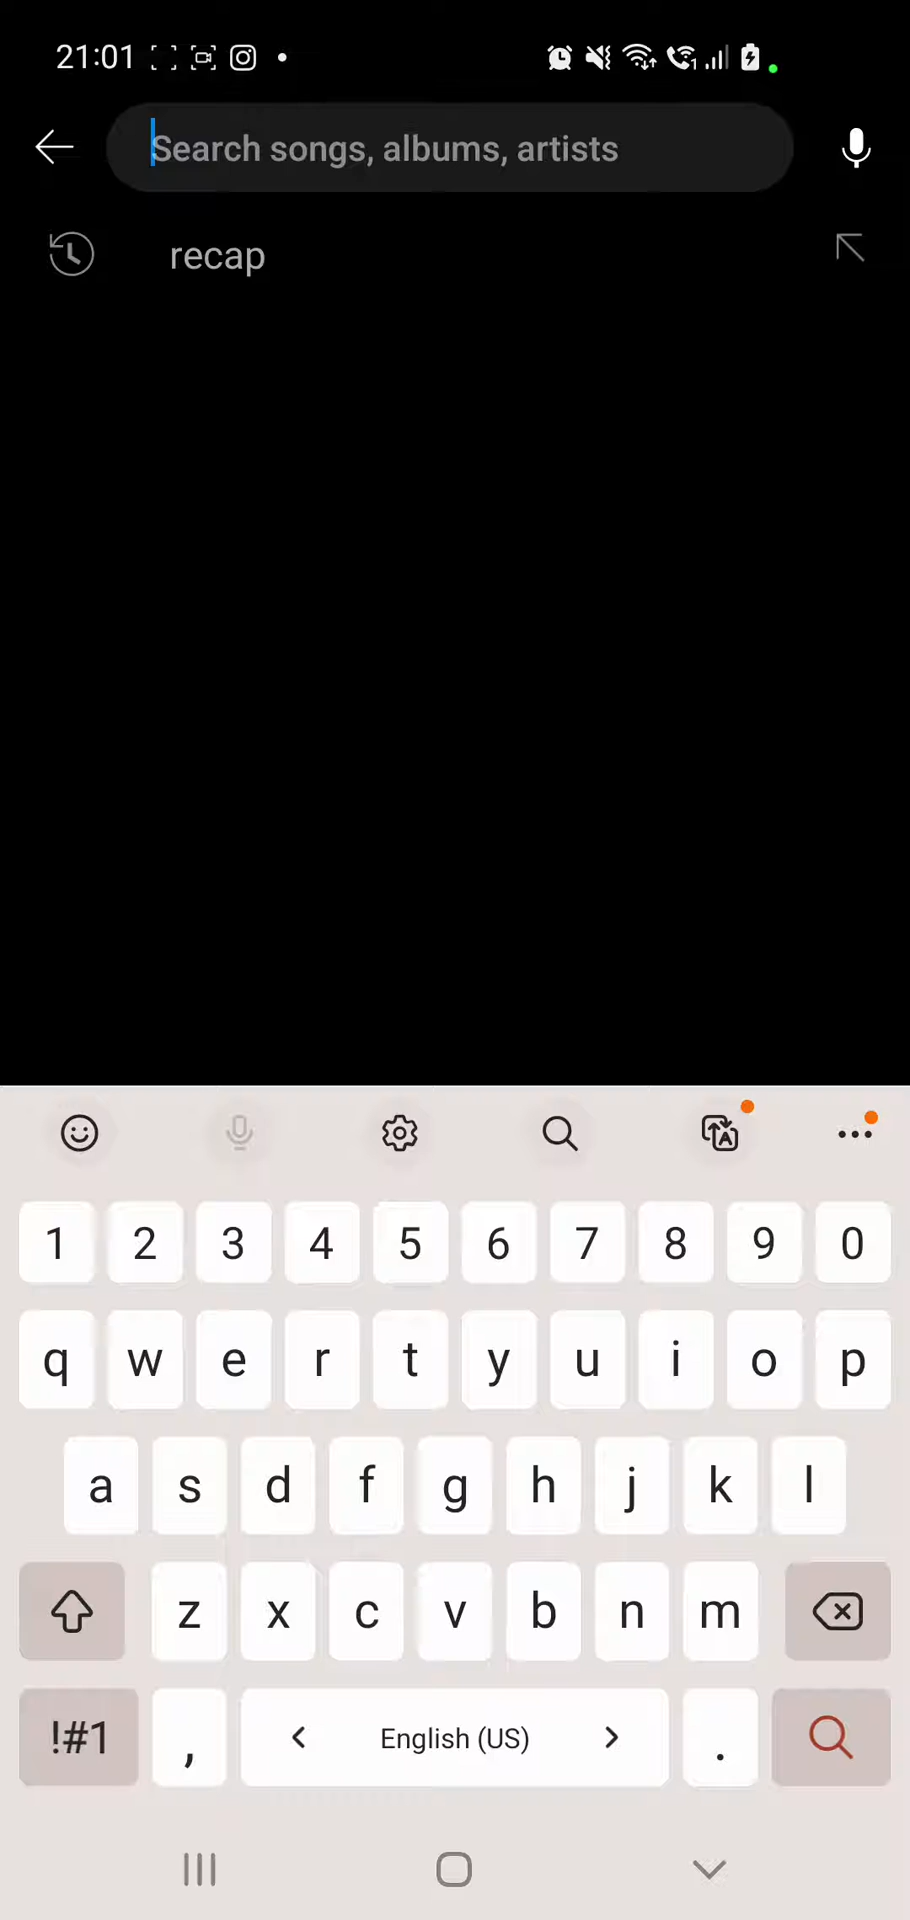 21:01
Search songs, albums, artists
recap
1 2 3 4 5 6 7 8 9 0
q w e r t y u i o p
a s d f g h j k l
z x c v b n m
!#1 , < English (US) > .